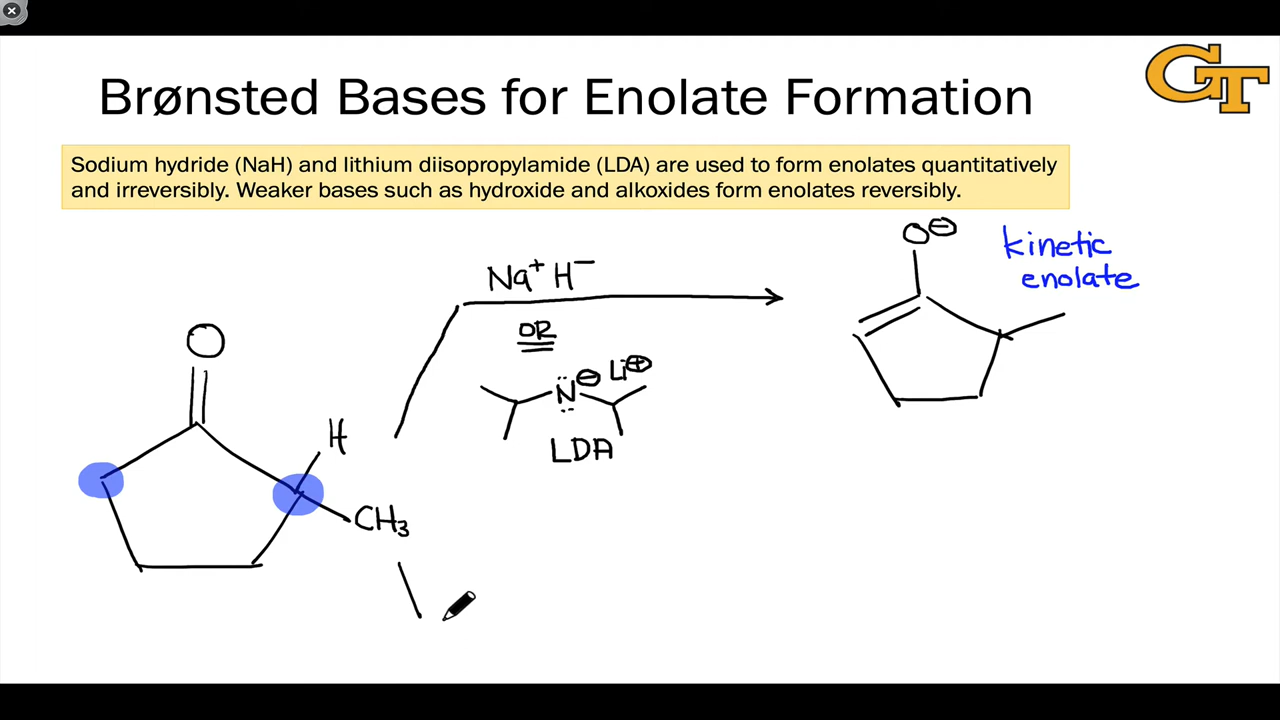 Brønsted Bases for Enolate Formation
GT
Sodium hydride (NaH) and lithium diisopropylamide (LDA) are used to form enolates quantitatively
and irreversibly. Weaker bases such as hydroxide and alkoxides form enolates reversibly.
O⊖
kinetic
enolate
Na⁺ H⁻
OR
N⊖ Li⊕
LDA
O
H
CH₃